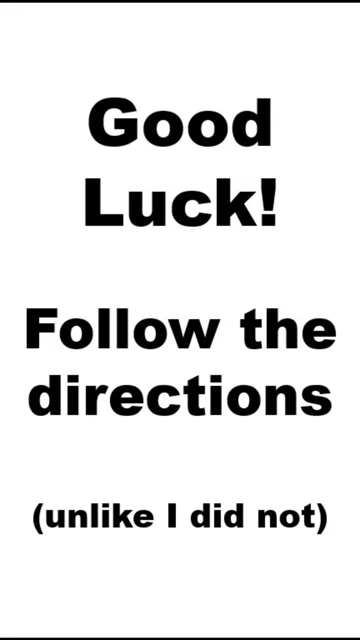 Good
Luck!
Follow the
directions
(unlike I did not)